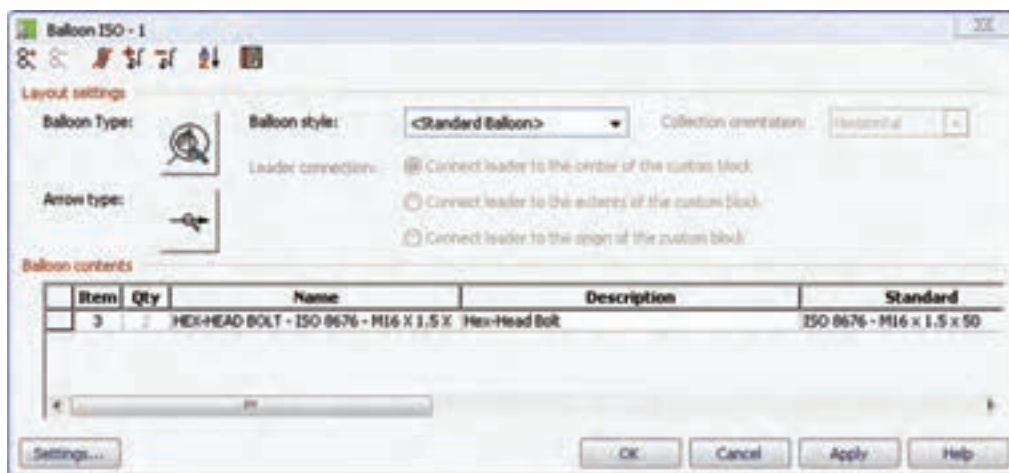 Balloon ISO - 1
Layout settings
Balloon Type: Balloon style: <Standard Balloon> Collection orientation: Horizontal
Leader connection: Connect leader to the center of the custom block
Arrow type: Connect leader to the extents of the custom block
Connect leader to the origin of the custom block
Balloon contents
Item Qty Name Description Standard
3 2 HEX-HEAD BOLT - ISO 8676 - M16 X 1.5 X Hex-Head Bolt ISO 8676 - M16 x 1.5 x 50
Settings... OK Cancel Apply Help